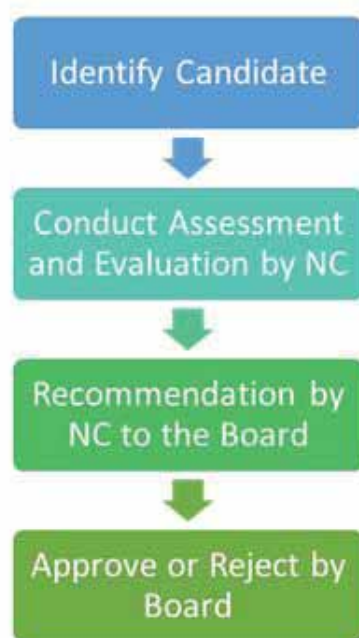 Identify Candidate
Conduct Assessment
and Evaluation by NC
Recommendation by
NC to the Board
Approve or Reject by
Board